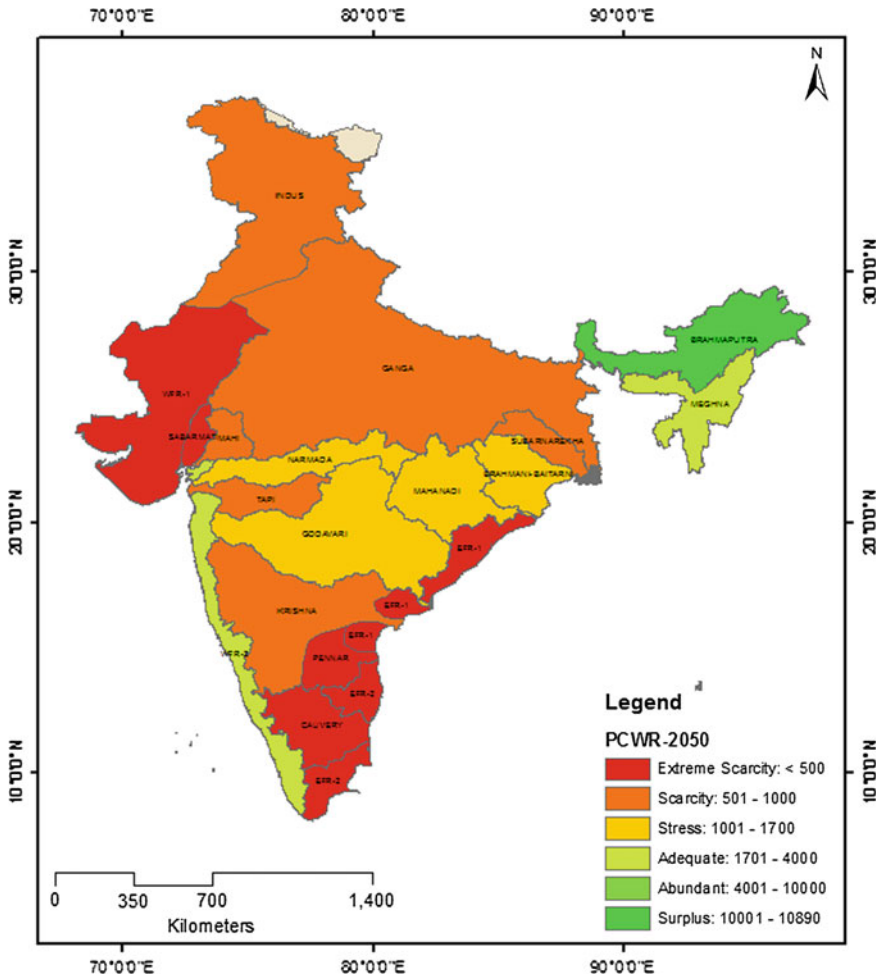 70°0'0"E 80°0'0"E 90°0'0"E
N
INDUS
30°0'0"N 30°0'0"N
BRAHMAPUTRA
GANGA
WFR-1
MEGHNA
SABARMATI MAHI
SUBARNAREKHA
NARMADA
BRAHMANI-BAITARNI
MAHANADI
TAPI
20°0'0"N 20°0'0"N
GODAVARI
EFR-1
KRISHNA
EFR-1
EFR-1
WFR-2
PENNAR
EFR-2
CAUVERY
EFR-2
10°0'0"N 10°0'0"N
Legend
PCWR-2050
Extreme Scarcity: < 500
Scarcity: 501 - 1000
Stress: 1001 - 1700
Adequate: 1701 - 4000
Abundant: 4001 - 10000
Surplus: 10001 - 10890
0 350 700 1,400
Kilometers
70°0'0"E 80°0'0"E 90°0'0"E